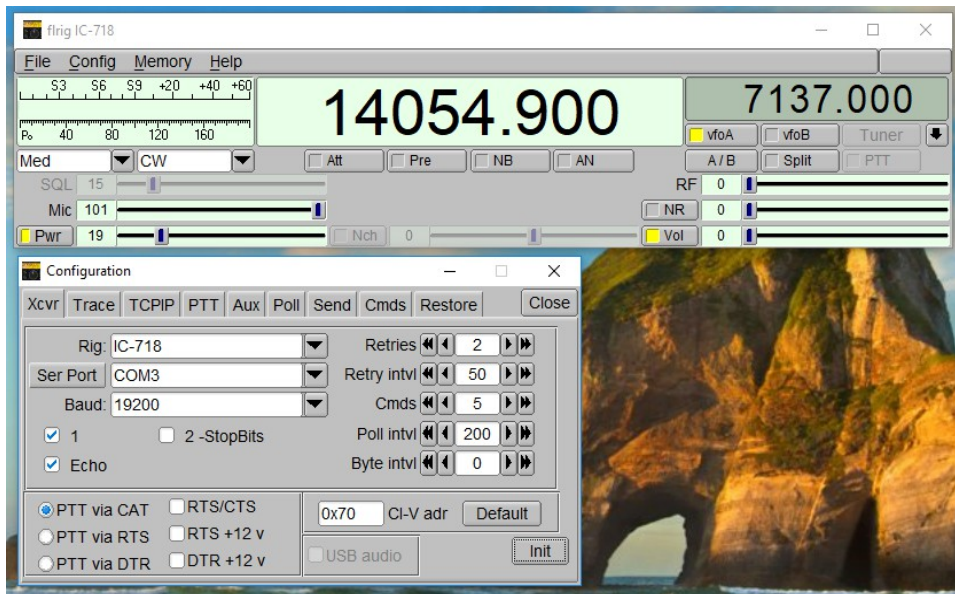 flrig IC-718
File Config Memory Help
S3 S6 S9 +20 +40 +60
Po 40 80 120 160
14054.900
7137.000
vfoA vfoB Tuner
Med CW Att Pre NB AN A / B Split PTT
SQL 15 RF 0
Mic 101 NR 0
Pwr 19 Nch 0 Vol 0
Configuration
Xcvr Trace TCPIP PTT Aux Poll Send Cmds Restore Close
Rig: IC-718 Retries 2
Ser Port COM3 Retry intvl 50
Baud: 19200 Cmds 5
1 2 -StopBits Poll intvl 200
Echo Byte intvl 0
PTT via CAT RTS/CTS 0x70 CI-V adr Default
PTT via RTS RTS +12 v
PTT via DTR DTR +12 v USB audio Init